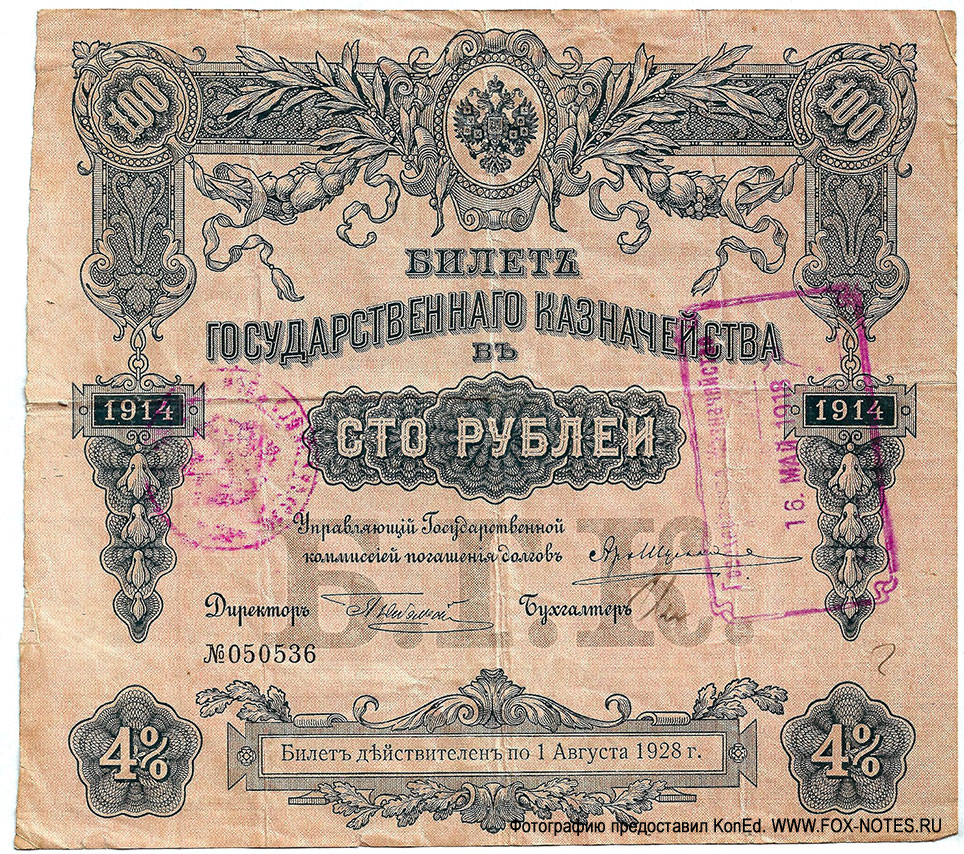 100 100
БИЛЕТЪ
ГОСУДАРСТВЕННАГО КАЗНАЧЕЙСТВА
ВЪ
1914 СТО РУБЛЕЙ 1914
Управляющій Государственной
коммиссіей погашенія долговъ
Директоръ Бухгалтеръ
№050536
Б.Г.К.
16. МАЙ 1918
4% Билетъ дѣйствителенъ по 1 Августа 1928 г. 4%
Фотографию предоставил KonEd. WWW.FOX-NOTES.RU